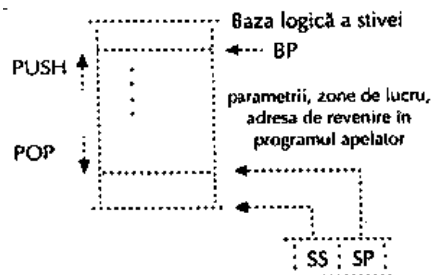 Baza logică a stivei
BP
PUSH
parametrii, zone de lucru,
adresa de revenire în
programul apelator
POP
SS SP